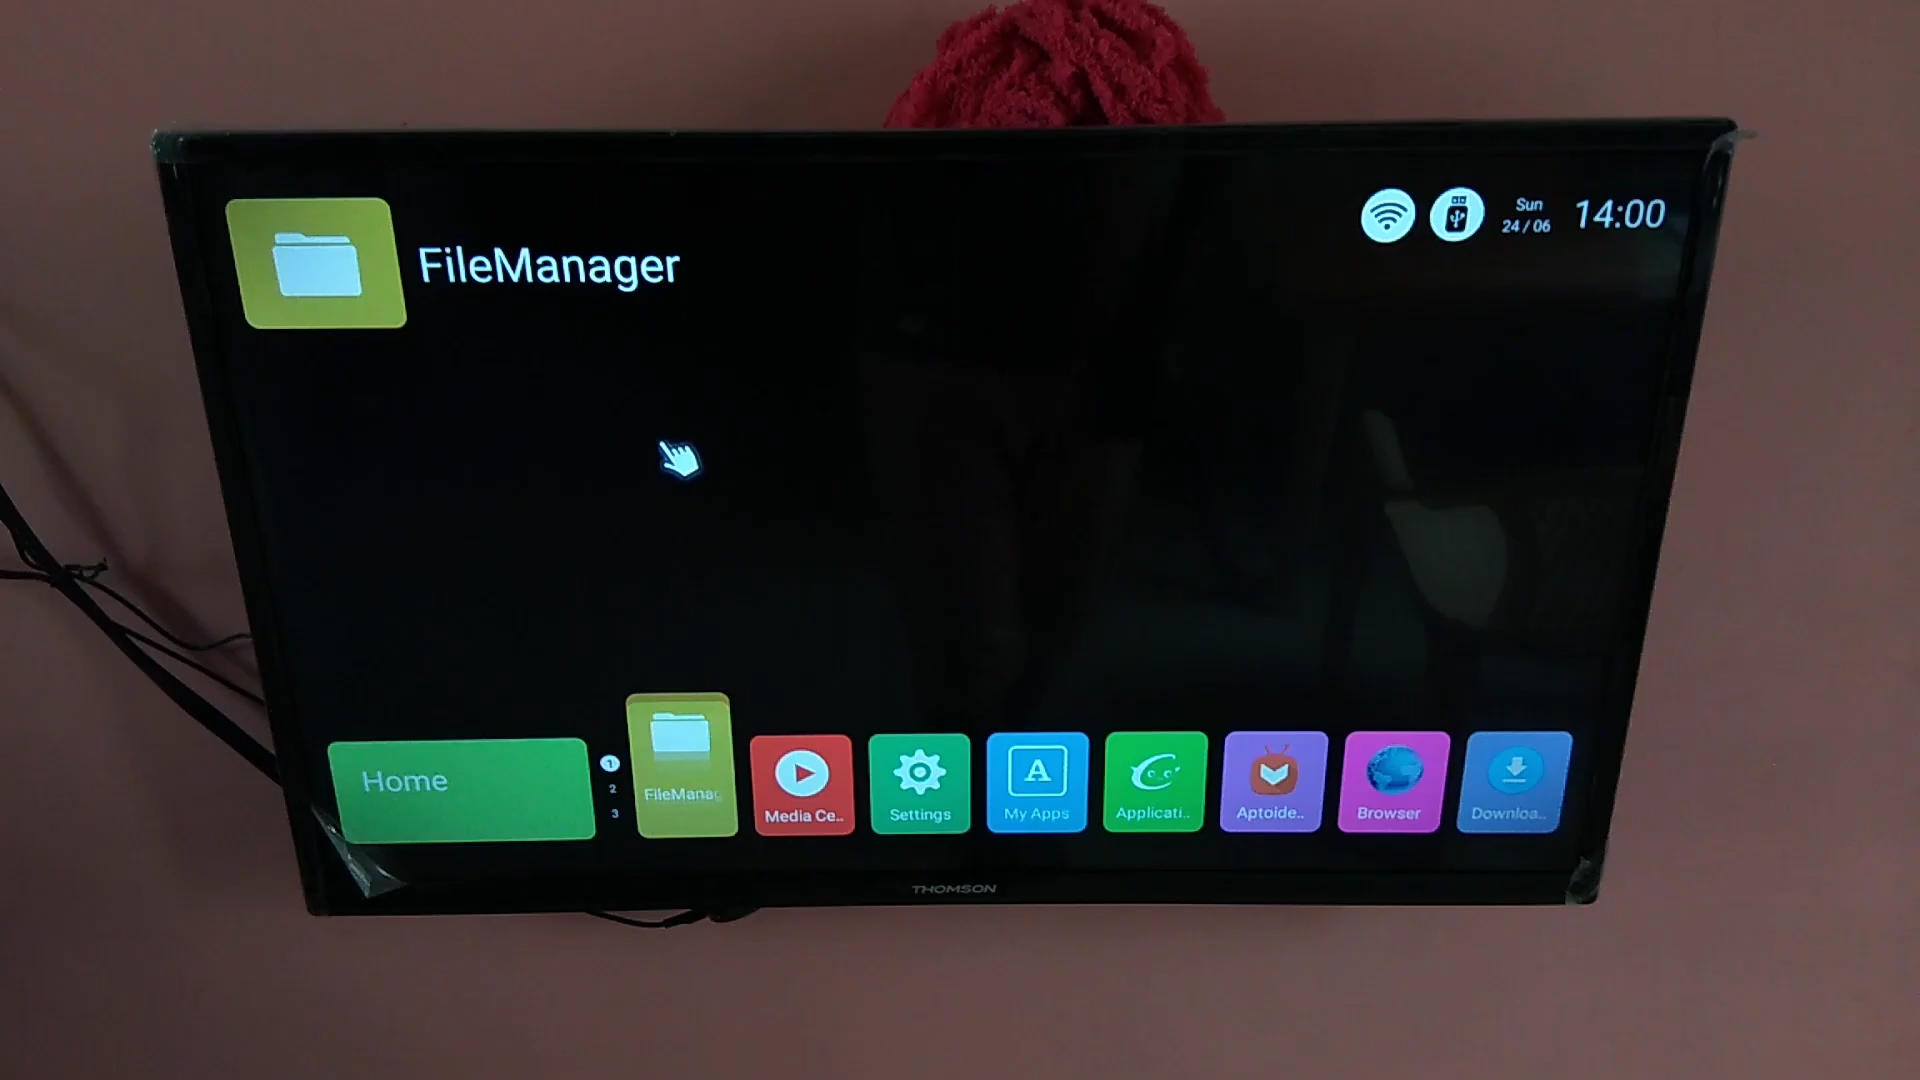 FileManager
Sun
24 / 06
14:00
Home
1
2
3
FileManag
Media Ce..
Settings
A
My Apps
Applicati..
Aptoide..
Browser
Downloa..
THOMSON